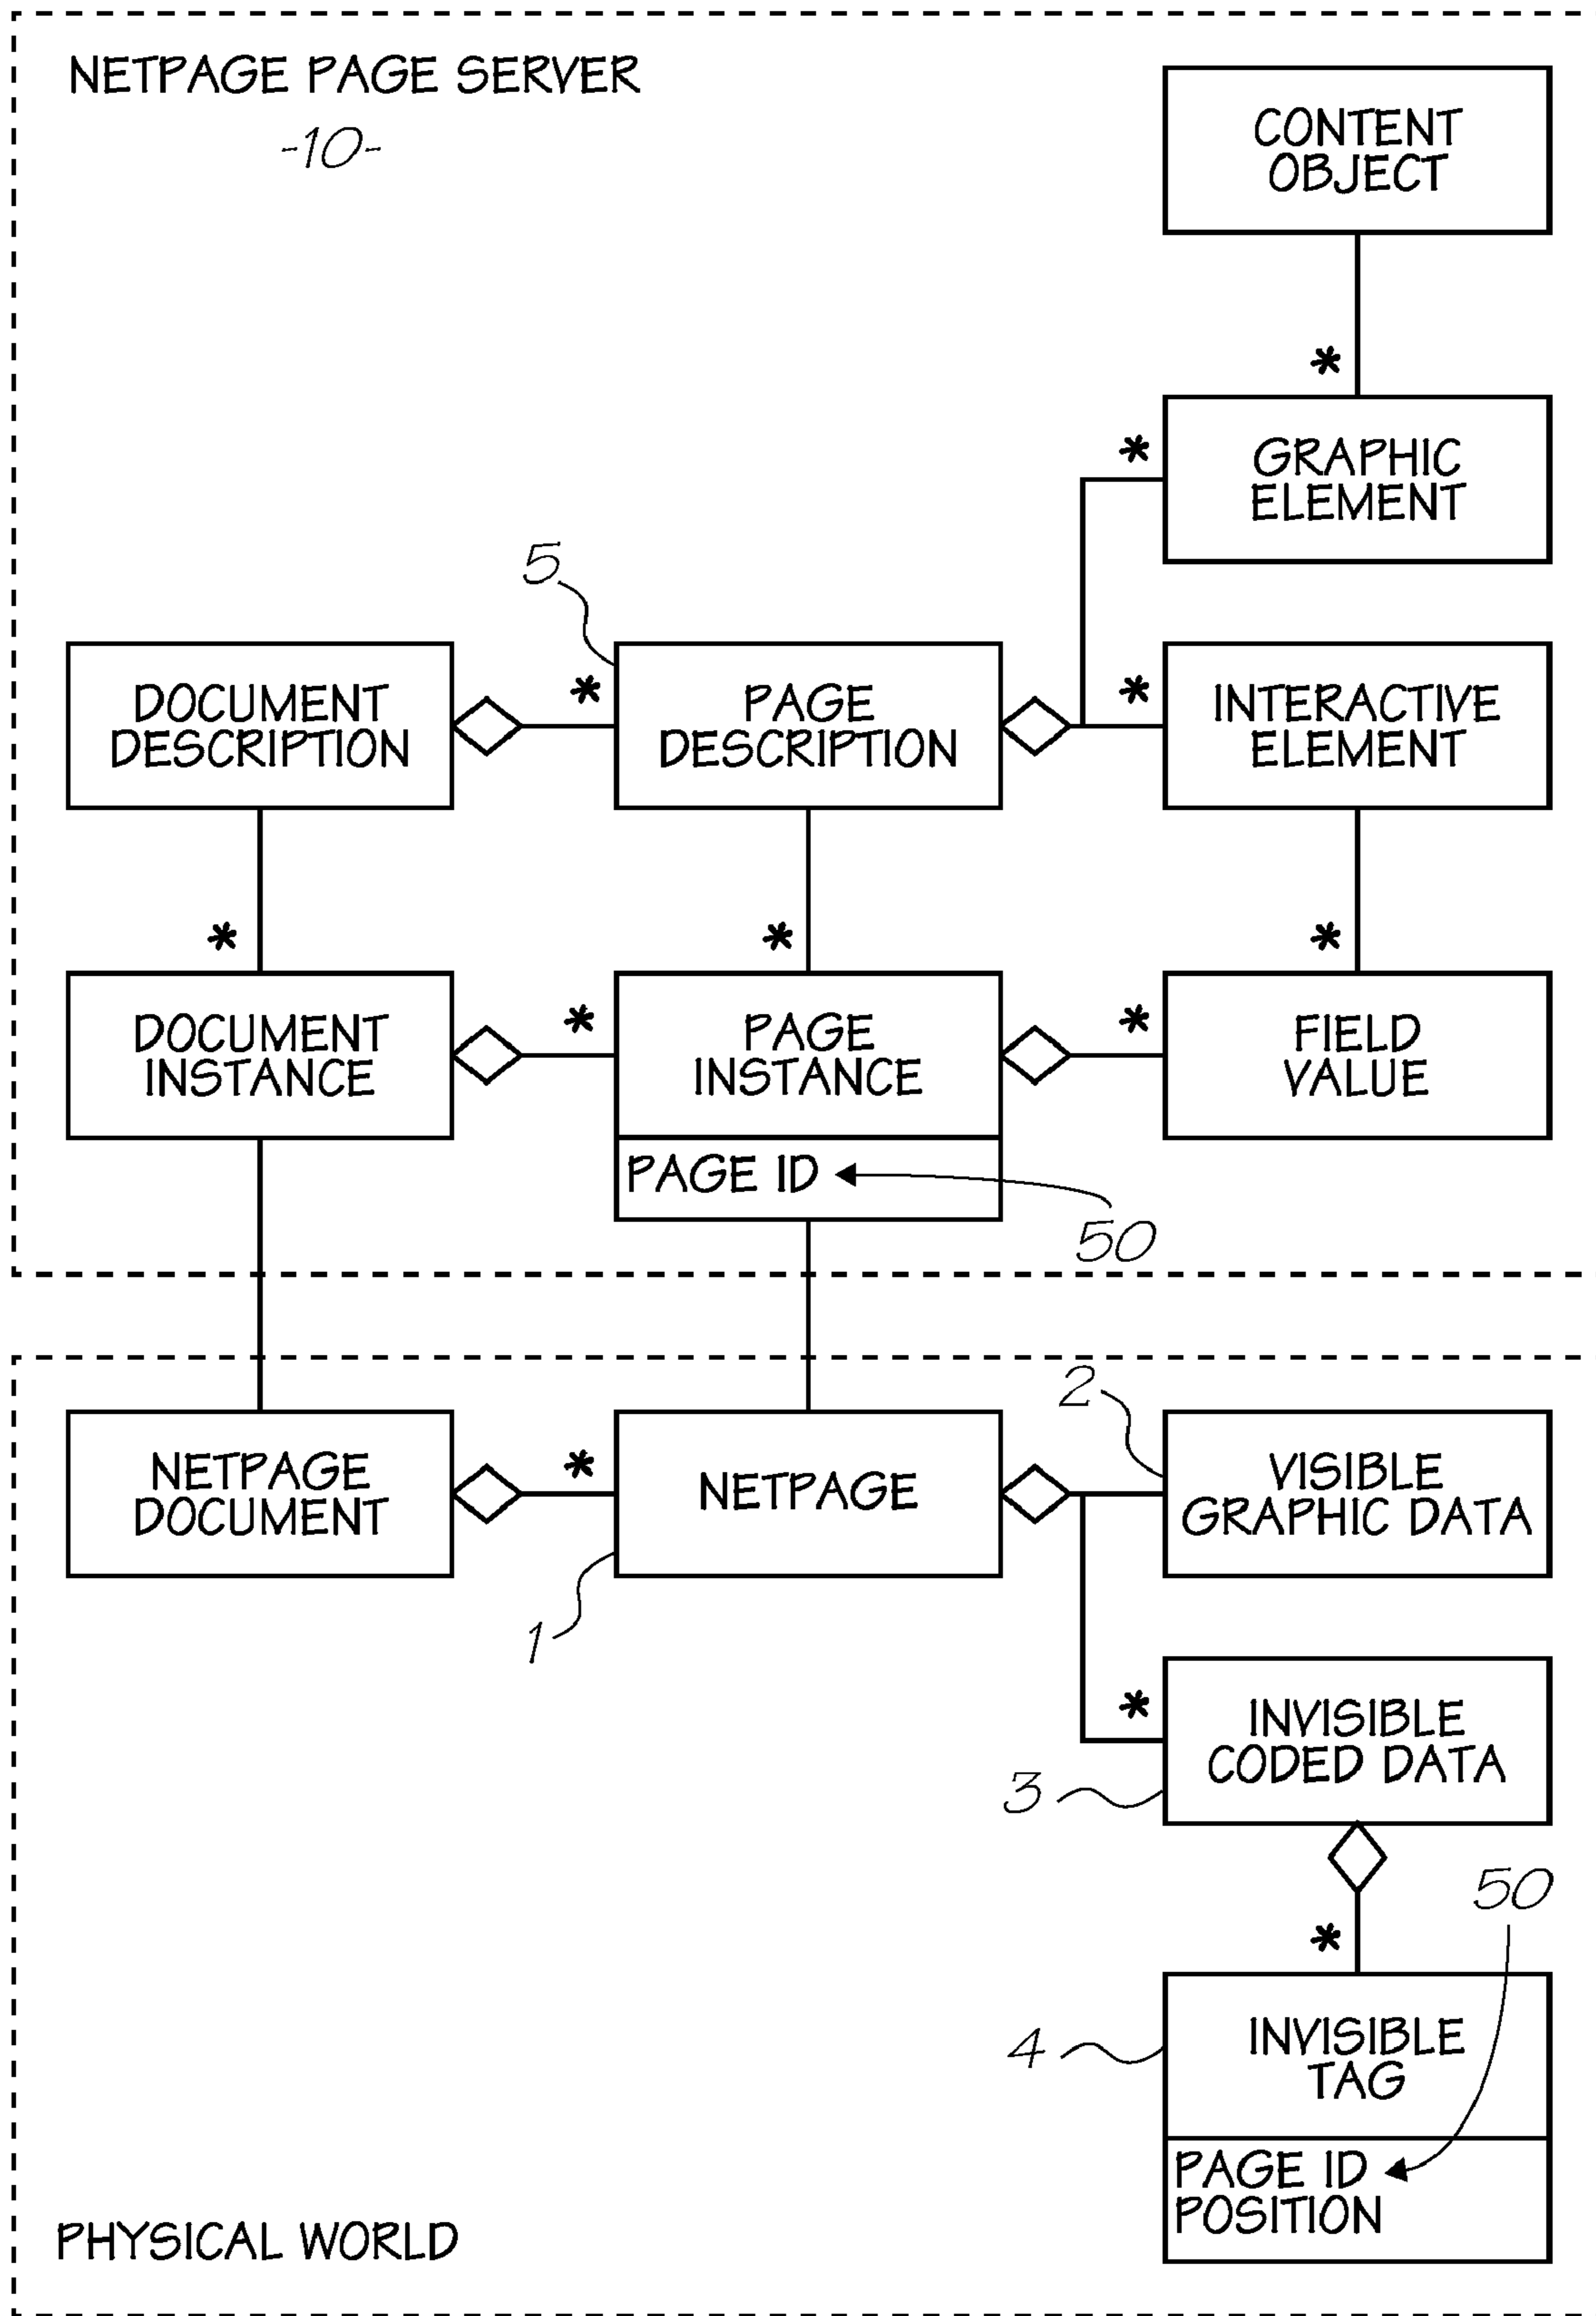 NETPAGE PAGE SERVER
-10-
CONTENT
OBJECT
*
*
GRAPHIC
ELEMENT
5
DOCUMENT
DESCRIPTION
*
PAGE
DESCRIPTION
*
INTERACTIVE
ELEMENT
*
*
*
DOCUMENT
INSTANCE
*
PAGE
INSTANCE
*
FIELD
VALUE
PAGE ID
50
2
NETPAGE
DOCUMENT
*
NETPAGE
VISIBLE
GRAPHIC DATA
1
*
INVISIBLE
CODED DATA
3
50
*
4
INVISIBLE
TAG
PAGE ID
POSITION
PHYSICAL WORLD